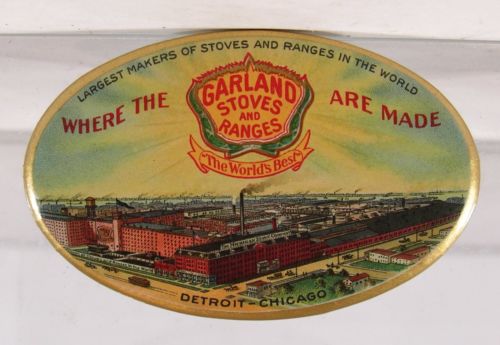 LARGEST MAKERS OF STOVES AND RANGES IN THE WORLD
WHERE THE
GARLAND
STOVES
AND
RANGES
ARE MADE
"The World's Best"
DETROIT-CHICAGO